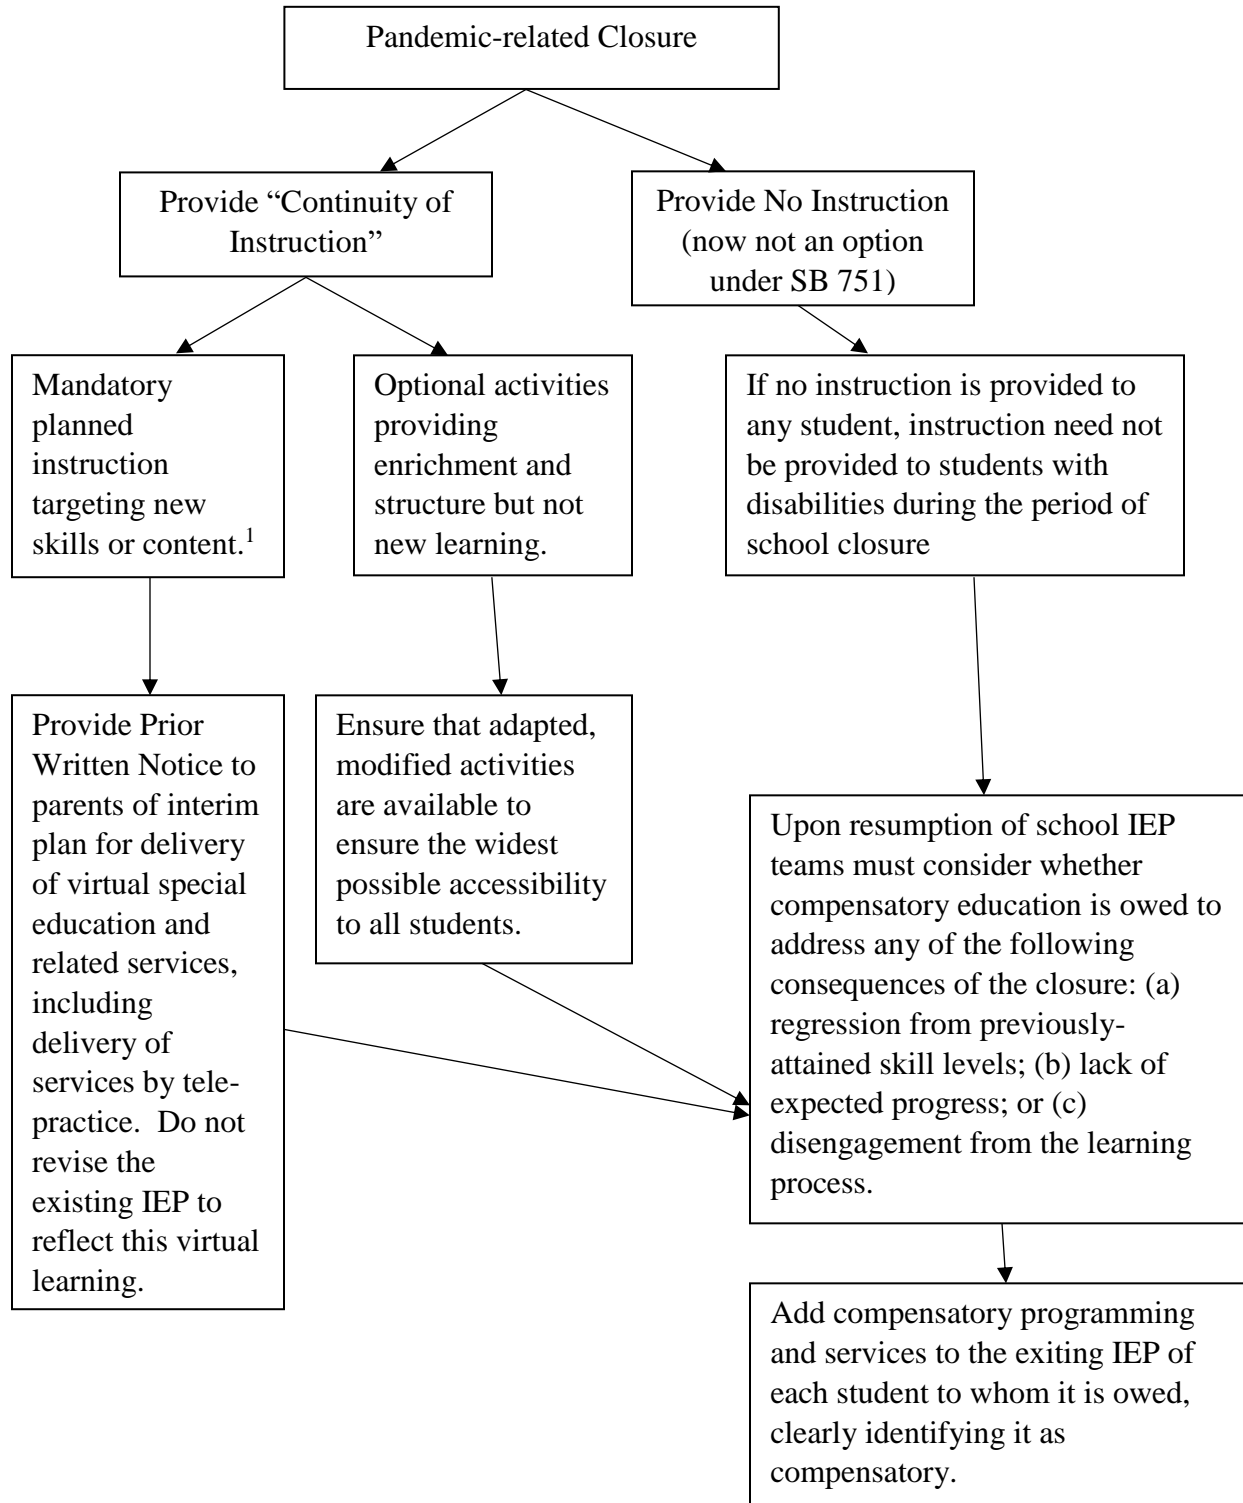 Pandemic-related Closure
Provide “Continuity of
Instruction”
Provide No Instruction
(now not an option
under SB 751)
Mandatory
planned
instruction
targeting new
skills or content.1
Optional activities
providing
enrichment and
structure but not
new learning.
If no instruction is provided to
any student, instruction need not
be provided to students with
disabilities during the period of
school closure
Provide Prior
Written Notice to
parents of interim
plan for delivery
of virtual special
education and
related services,
including
delivery of
services by tele-
practice.  Do not
revise the
existing IEP to
reflect this virtual
learning.
Ensure that adapted,
modified activities
are available to
ensure the widest
possible accessibility
to all students.
Upon resumption of school IEP
teams must consider whether
compensatory education is owed to
address any of the following
consequences of the closure: (a)
regression from previously-
attained skill levels; (b) lack of
expected progress; or (c)
disengagement from the learning
process.
Add compensatory programming
and services to the exiting IEP of
each student to whom it is owed,
clearly identifying it as
compensatory.